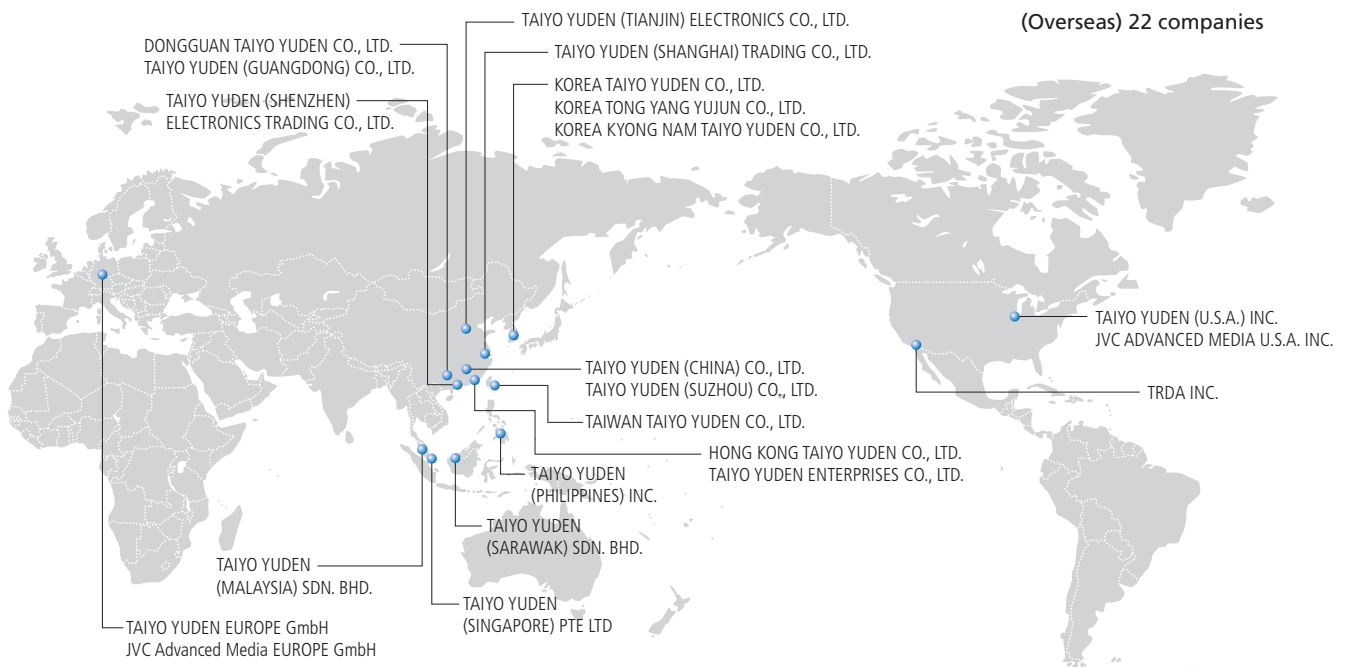 TAIYO YUDEN (TIANJIN) ELECTRONICS CO., LTD.
(Overseas) 22 companies
DONGGUAN TAIYO YUDEN CO., LTD.
TAIYO YUDEN (GUANGDONG) CO., LTD.
TAIYO YUDEN (SHANGHAI) TRADING CO., LTD.
TAIYO YUDEN (SHENZHEN)
ELECTRONICS TRADING CO., LTD.
KOREA TAIYO YUDEN CO., LTD.
KOREA TONG YANG YUJUN CO., LTD.
KOREA KYONG NAM TAIYO YUDEN CO., LTD.
TAIYO YUDEN (U.S.A.) INC.
JVC ADVANCED MEDIA U.S.A. INC.
TAIYO YUDEN (CHINA) CO., LTD.
TAIYO YUDEN (SUZHOU) CO., LTD.
TRDA INC.
TAIWAN TAIYO YUDEN CO., LTD.
HONG KONG TAIYO YUDEN CO., LTD.
TAIYO YUDEN ENTERPRISES CO., LTD.
TAIYO YUDEN
(PHILIPPINES) INC.
TAIYO YUDEN
(SARAWAK) SDN. BHD.
TAIYO YUDEN
(MALAYSIA) SDN. BHD.
TAIYO YUDEN
(SINGAPORE) PTE LTD
TAIYO YUDEN EUROPE GmbH
JVC Advanced Media EUROPE GmbH